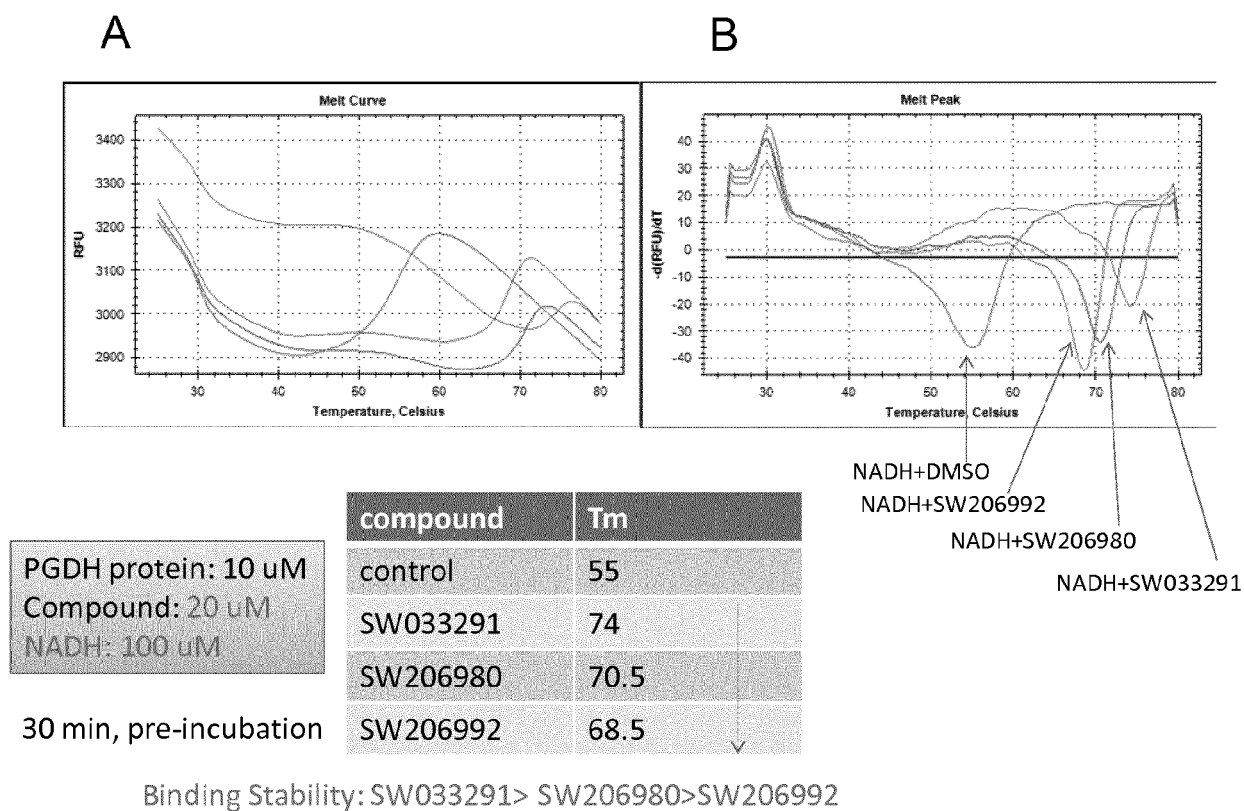 A
B
Melt Curve
Melt Peak
RFU
3400
3300
3200
3100
3000
2900
30
40
50
60
70
80
Temperature, Celsius
-d(RFU)/dT
40
30
20
10
0
-10
-20
-30
-40
30
40
50
60
70
80
Temperature, Celsius
NADH+DMSO
NADH+SW206992
NADH+SW206980
NADH+SW033291
PGDH protein: 10 uM
Compound: 20 uM
NADH: 100 uM
30 min, pre-incubation
compound Tm
control 55
SW033291 74
SW206980 70.5
SW206992 68.5
Binding Stability: SW033291> SW206980>SW206992